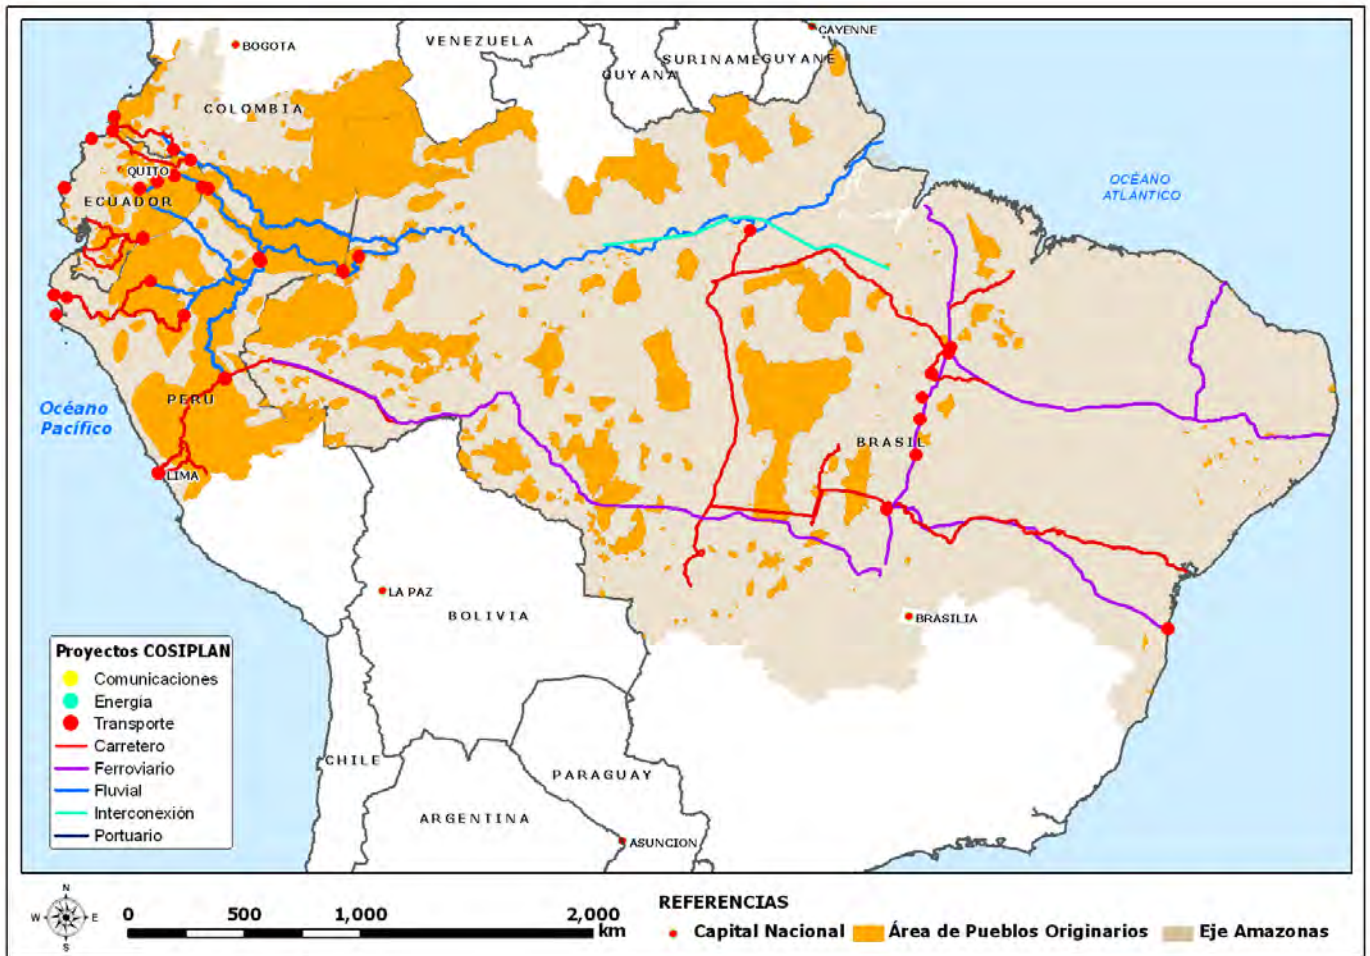 CAYENNE
BOGOTA
VENEZUELA
GUYANA
SURINAME
GUYANE
COLOMBIA
QUITO
ECUADOR
OCÉANO
ATLÁNTICO
PERU
Océano
Pacífico
BRASIL
LIMA
LA PAZ
BOLIVIA
BRASILIA
Proyectos COSIPLAN
Comunicaciones
Energía
Transporte
Carretero
Ferroviario
Fluvial
Interconexión
Portuario
CHILE
PARAGUAY
ARGENTINA
ASUNCION
N
W
E
S
0 500 1,000 2,000
km
REFERENCIAS
Capital Nacional Área de Pueblos Originarios Eje Amazonas